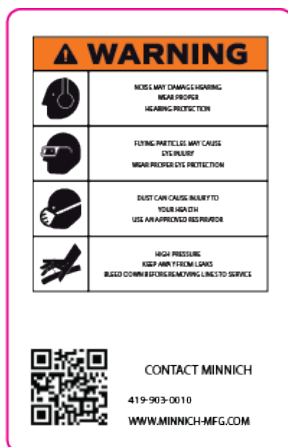 WARNING
NOISE MAY DAMAGE HEARING
WEAR PROPER
HEARING PROTECTION
FLYING PARTICLES MAY CAUSE
EYE INJURY
WEAR PROPER EYE PROTECTION
DUST CAN CAUSE INJURY TO
YOUR HEALTH
USE AN APPROVED RESPIRATOR
HIGH PRESSURE
KEEP AWAY FROM LEAKS
BLEED DOWN BEFORE REMOVING LINES TO SERVICE
CONTACT MINNICH
419-903-0010
WWW.MINNICH-MFG.COM